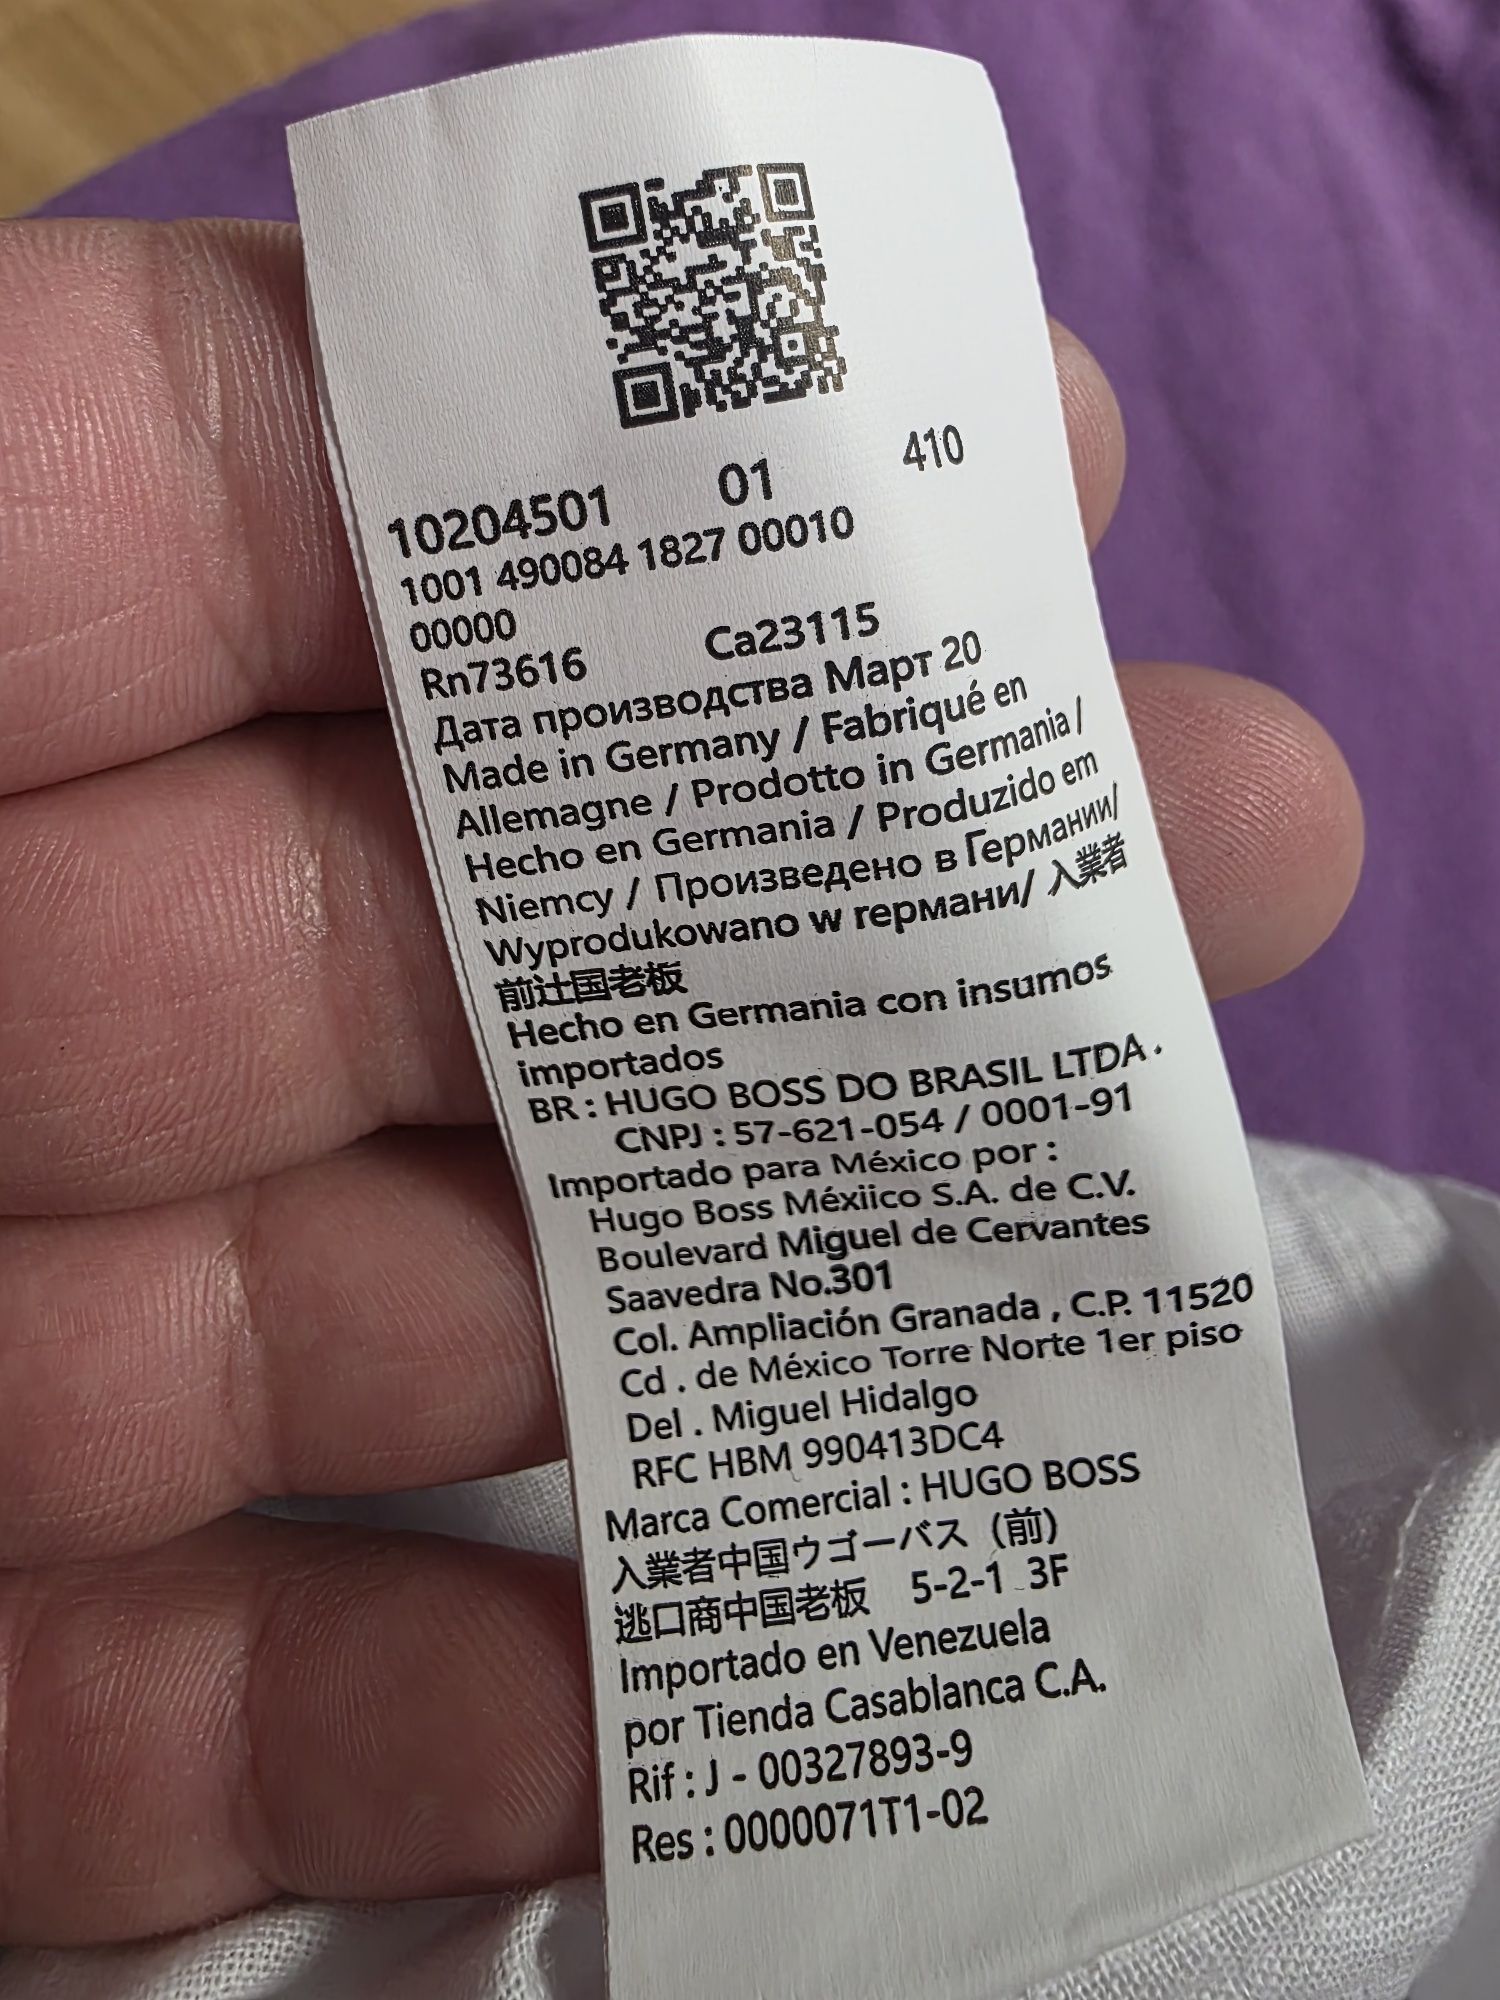 10204501 01 410
1001 490084 1827 00010
00000
Rn73616 Ca23115
Дата производства Март 20
Made in Germany / Fabriqué en
Allemagne / Prodotto in Germania /
Hecho en Germania / Produzido em
Niemcy / Произведено в Германии/
Wyprodukowano w германи/ 入業者
前辻国老板
Hecho en Germania con insumos
importados
BR : HUGO BOSS DO BRASIL LTDA .
CNPJ : 57-621-054 / 0001-91
Importado para México por :
Hugo Boss Méxiico S.A. de C.V.
Boulevard Miguel de Cervantes
Saavedra No.301
Col. Ampliación Granada , C.P. 11520
Cd . de México Torre Norte 1er piso
Del . Miguel Hidalgo
RFC HBM 990413DC4
Marca Comercial : HUGO BOSS
入業者中国ウゴーバス（前）
逃口商中国老板 5-2-1 3F
Importado en Venezuela
por Tienda Casablanca C.A.
Rif : J - 00327893-9
Res : 0000071T1-02